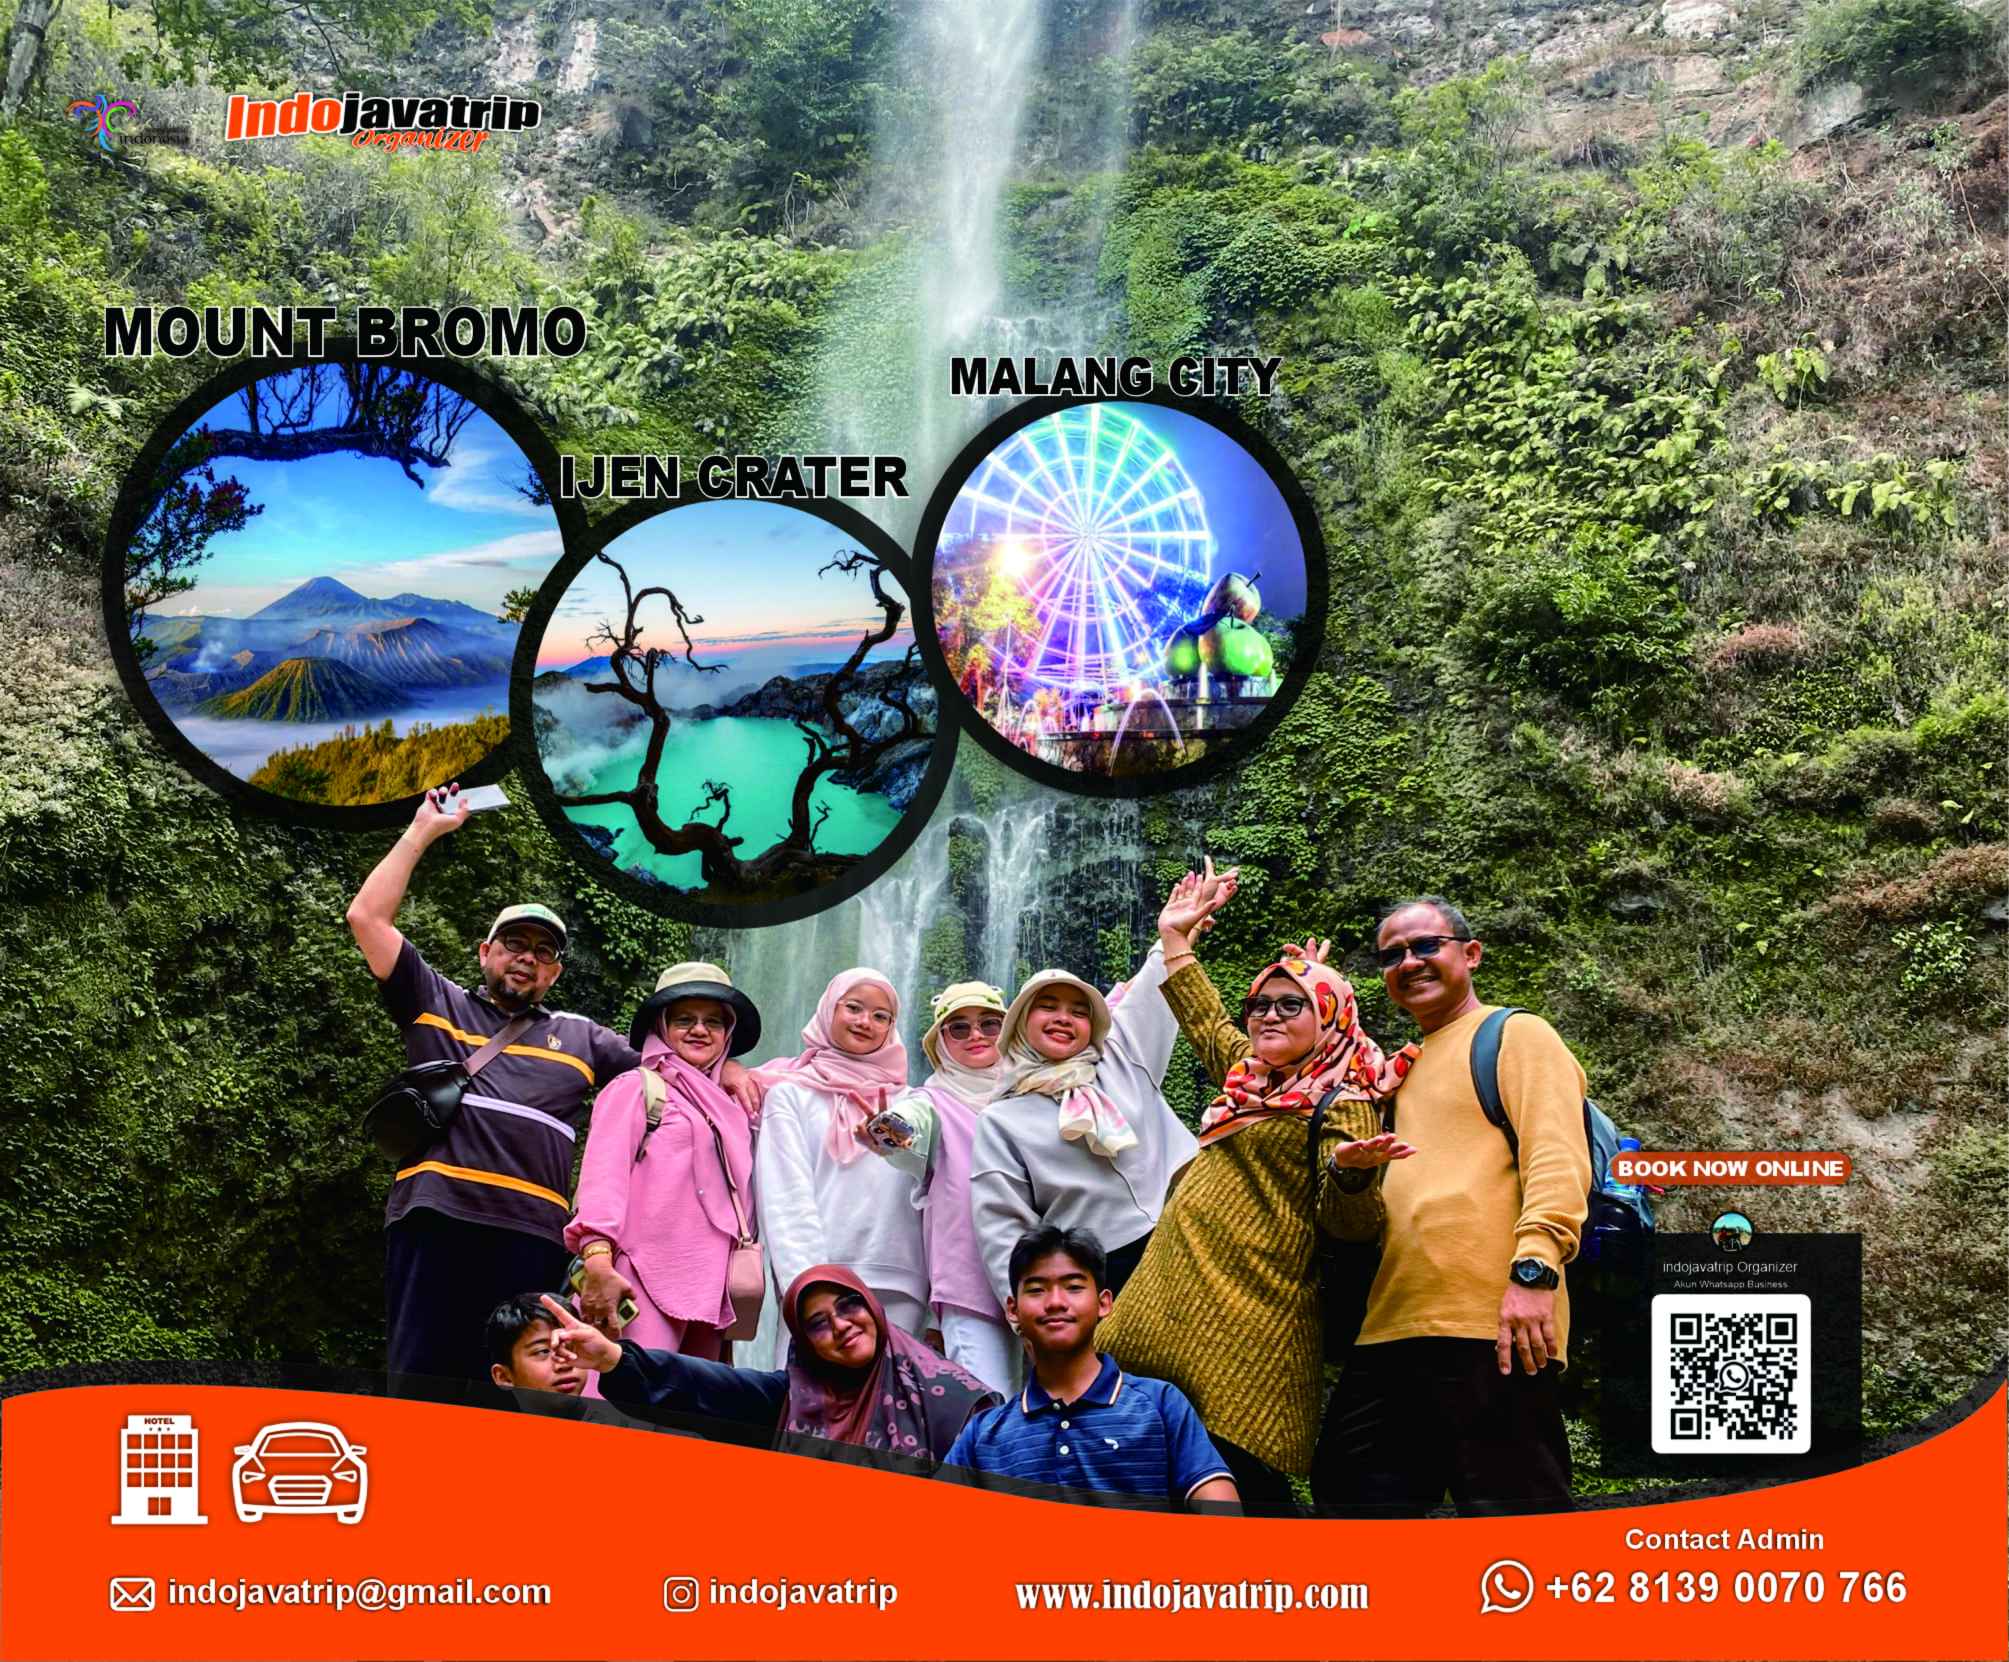 indonesia
Indojavatrip
Organizer
MOUNT BROMO
MALANG CITY
IJEN CRATER
BOOK NOW ONLINE
indojavatrip Organizer
Akun Whatsapp Business
HOTEL
Contact Admin
indojavatrip@gmail.com
indojavatrip
www.indojavatrip.com
+62 8139 0070 766